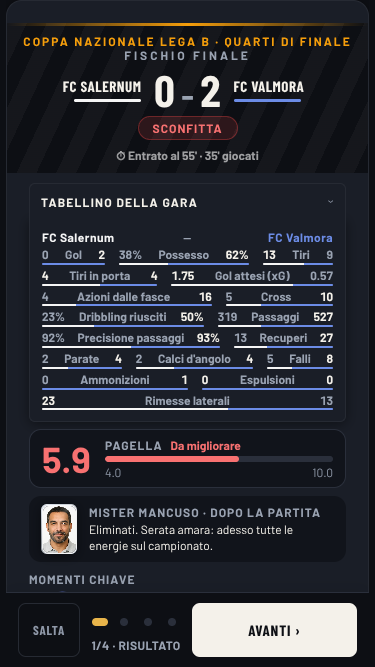 COPPA NAZIONALE LEGA B · QUARTI DI FINALE
FISCHIO FINALE
FC SALERNUM 0 - 2 FC VALMORA
SCONFITTA
⏱ Entrato al 55' · 35' giocati
TABELLINO DELLA GARA
FC Salernum — FC Valmora
0 Gol 2 38% Possesso 62% 13 Tiri 9
4 Tiri in porta 4 1.75 Gol attesi (xG) 0.57
4 Azioni dalle fasce 16 5 Cross 10
23% Dribbling riusciti 50% 319 Passaggi 527
92% Precisione passaggi 93% 13 Recuperi 27
2 Parate 4 2 Calci d'angolo 4 5 Falli 8
0 Ammonizioni 1 0 Espulsioni 0
23 Rimesse laterali 13
5.9 PAGELLA Da migliorare
4.0 10.0
MISTER MANCUSO · DOPO LA PARTITA
Eliminati. Serata amara: adesso tutte le
energie sul campionato.
MOMENTI CHIAVE
SALTA
1/4 · RISULTATO
AVANTI ›